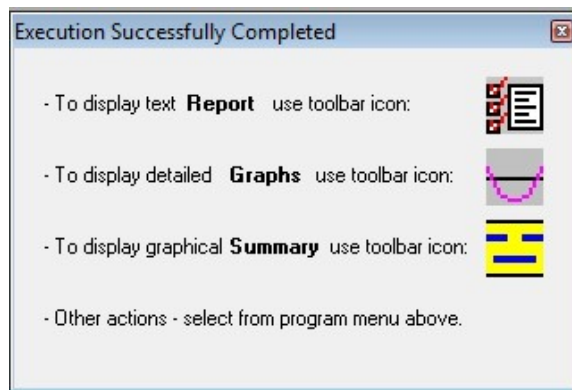 Execution Successfully Completed
- To display text Report use toolbar icon:
- To display detailed Graphs use toolbar icon:
- To display graphical Summary use toolbar icon:
- Other actions - select from program menu above.